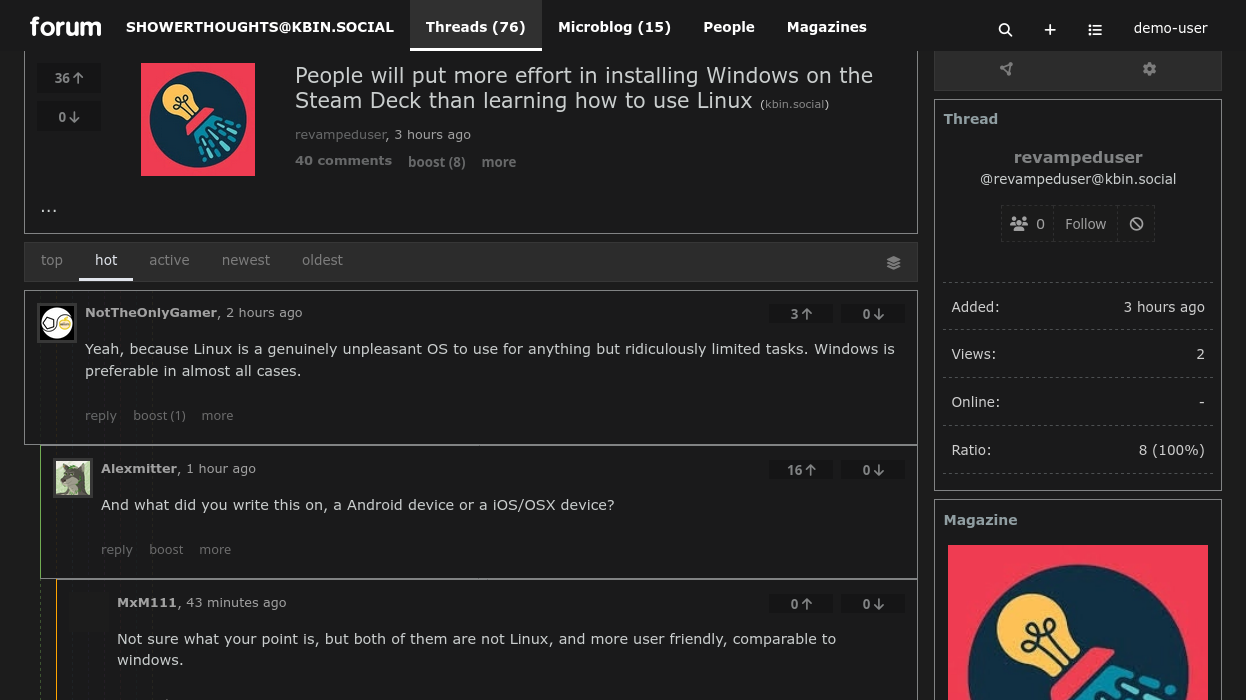 forum SHOWERTHOUGHTS@KBIN.SOCIAL Threads (76) Microblog (15) People Magazines demo-user
36
0
People will put more effort in installing Windows on the
Steam Deck than learning how to use Linux (kbin.social)
revampeduser, 3 hours ago
40 comments boost (8) more
...
top hot active newest oldest
NotTheOnlyGamer, 2 hours ago 3 0
Yeah, because Linux is a genuinely unpleasant OS to use for anything but ridiculously limited tasks. Windows is
preferable in almost all cases.
reply boost (1) more
Alexmitter, 1 hour ago 16 0
And what did you write this on, a Android device or a iOS/OSX device?
reply boost more
MxM111, 43 minutes ago 0 0
Not sure what your point is, but both of them are not Linux, and more user friendly, comparable to
windows.
Thread
revampeduser
@revampeduser@kbin.social
0 Follow
Added: 3 hours ago
Views: 2
Online: -
Ratio: 8 (100%)
Magazine